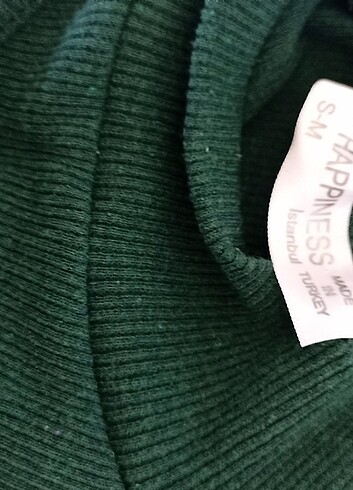 S-M
HAPPINESS
Istanbul
MADE
IN
TURKEY